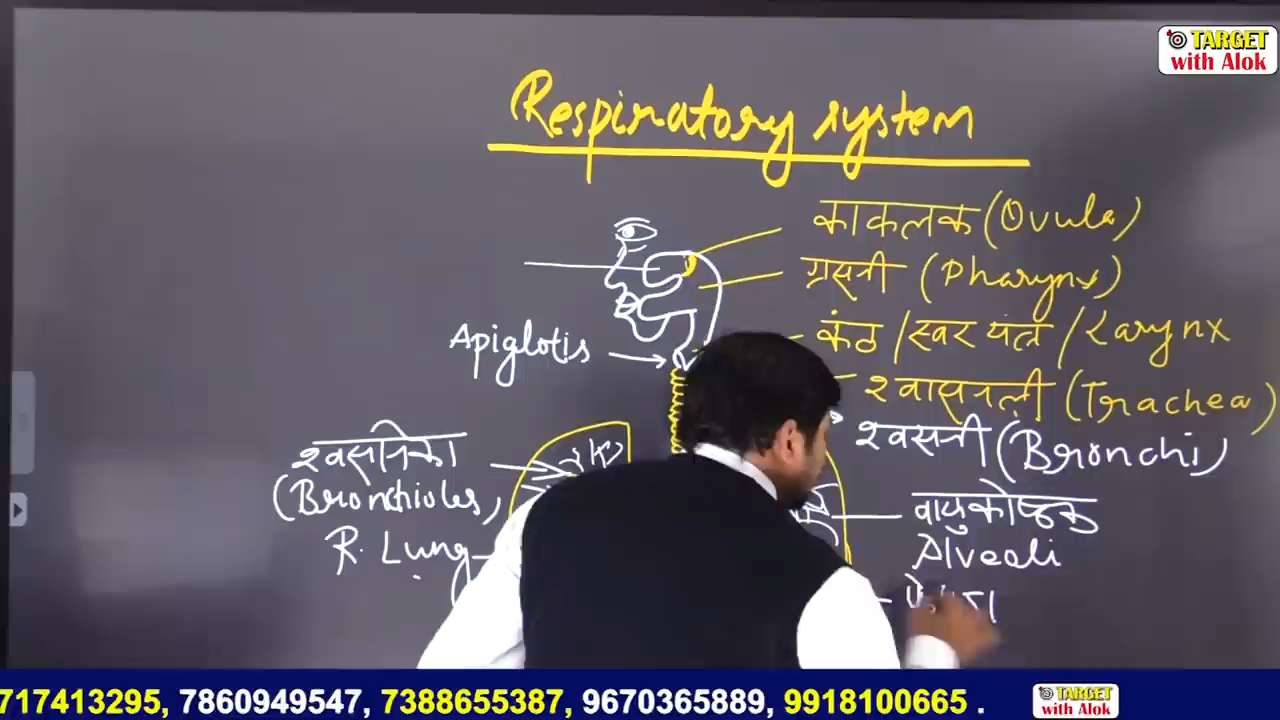 TARGET
with Alok
Respiratory system
काकलक (Ovula)
ग्रसनी (Pharynx)
कंठ / स्वर यंत्र / Larynx
Apiglotis
श्वासनली (Trachea)
श्वसनी (Bronchi)
श्वसनिका
(Bronchioles)
R. Lung
वायुकोष्ठक
Alveoli
717413295, 7860949547, 7388655387, 9670365889, 9918100665 .
TARGET
with Alok